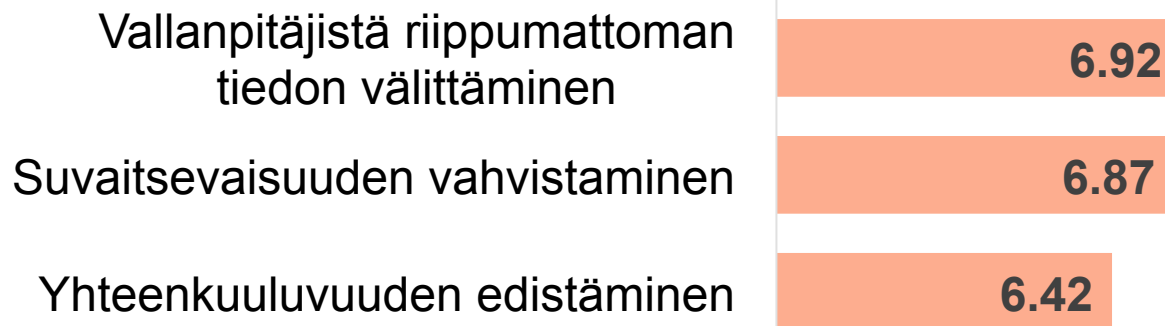 Vallanpitäjistä riippumattoman
tiedon välittäminen
6.92
Suvaitsevaisuuden vahvistaminen
6.87
Yhteenkuuluvuuden edistäminen
6.42